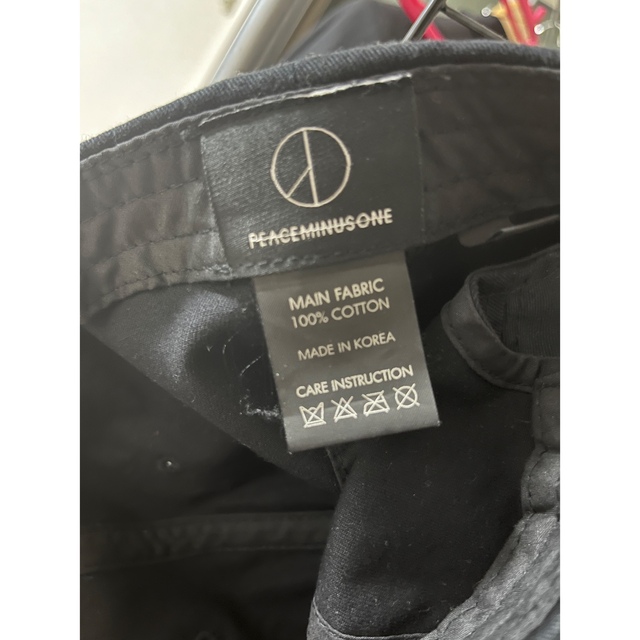 PEACEMINUSONE
MAIN FABRIC
100% COTTON
MADE IN KOREA
CARE INSTRUCTION